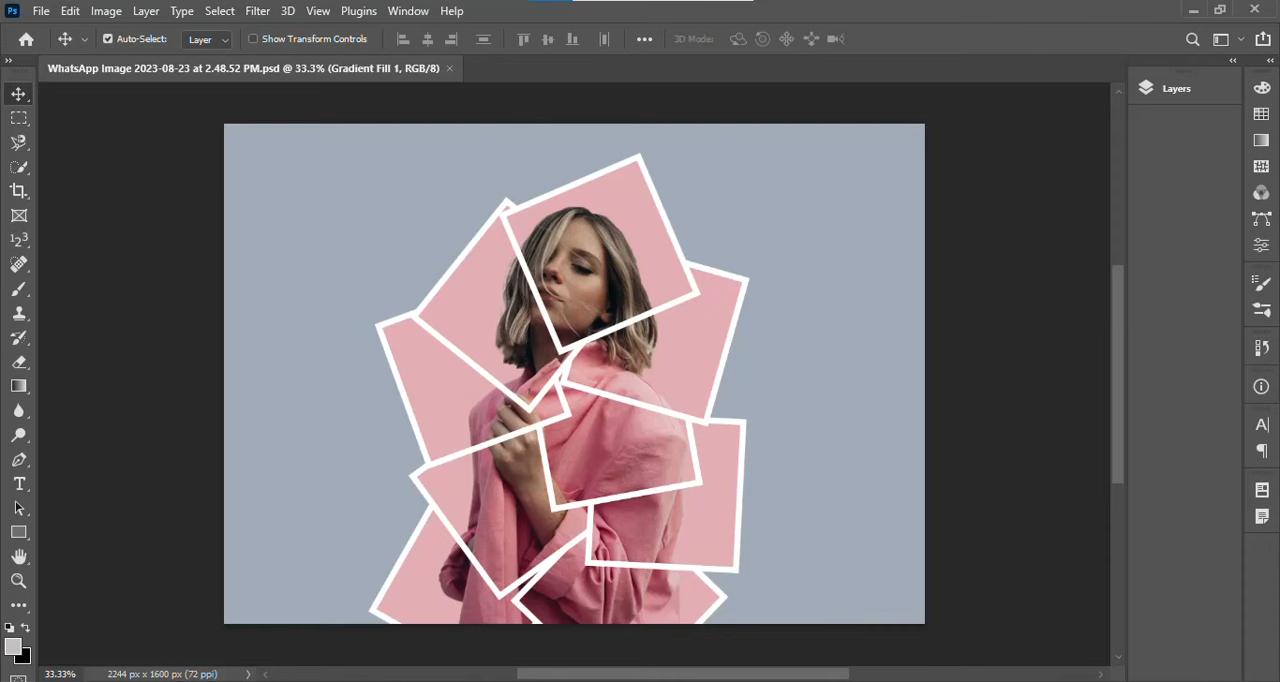 Ps File Edit Image Layer Type Select Filter 3D View Plugins Window Help
Auto-Select: Layer Show Transform Controls 3D Mode:
WhatsApp Image 2023-08-23 at 2.48.52 PM.psd @ 33.3% (Gradient Fill 1, RGB/8)
Layers
33.33% 2244 px x 1600 px (72 ppi)